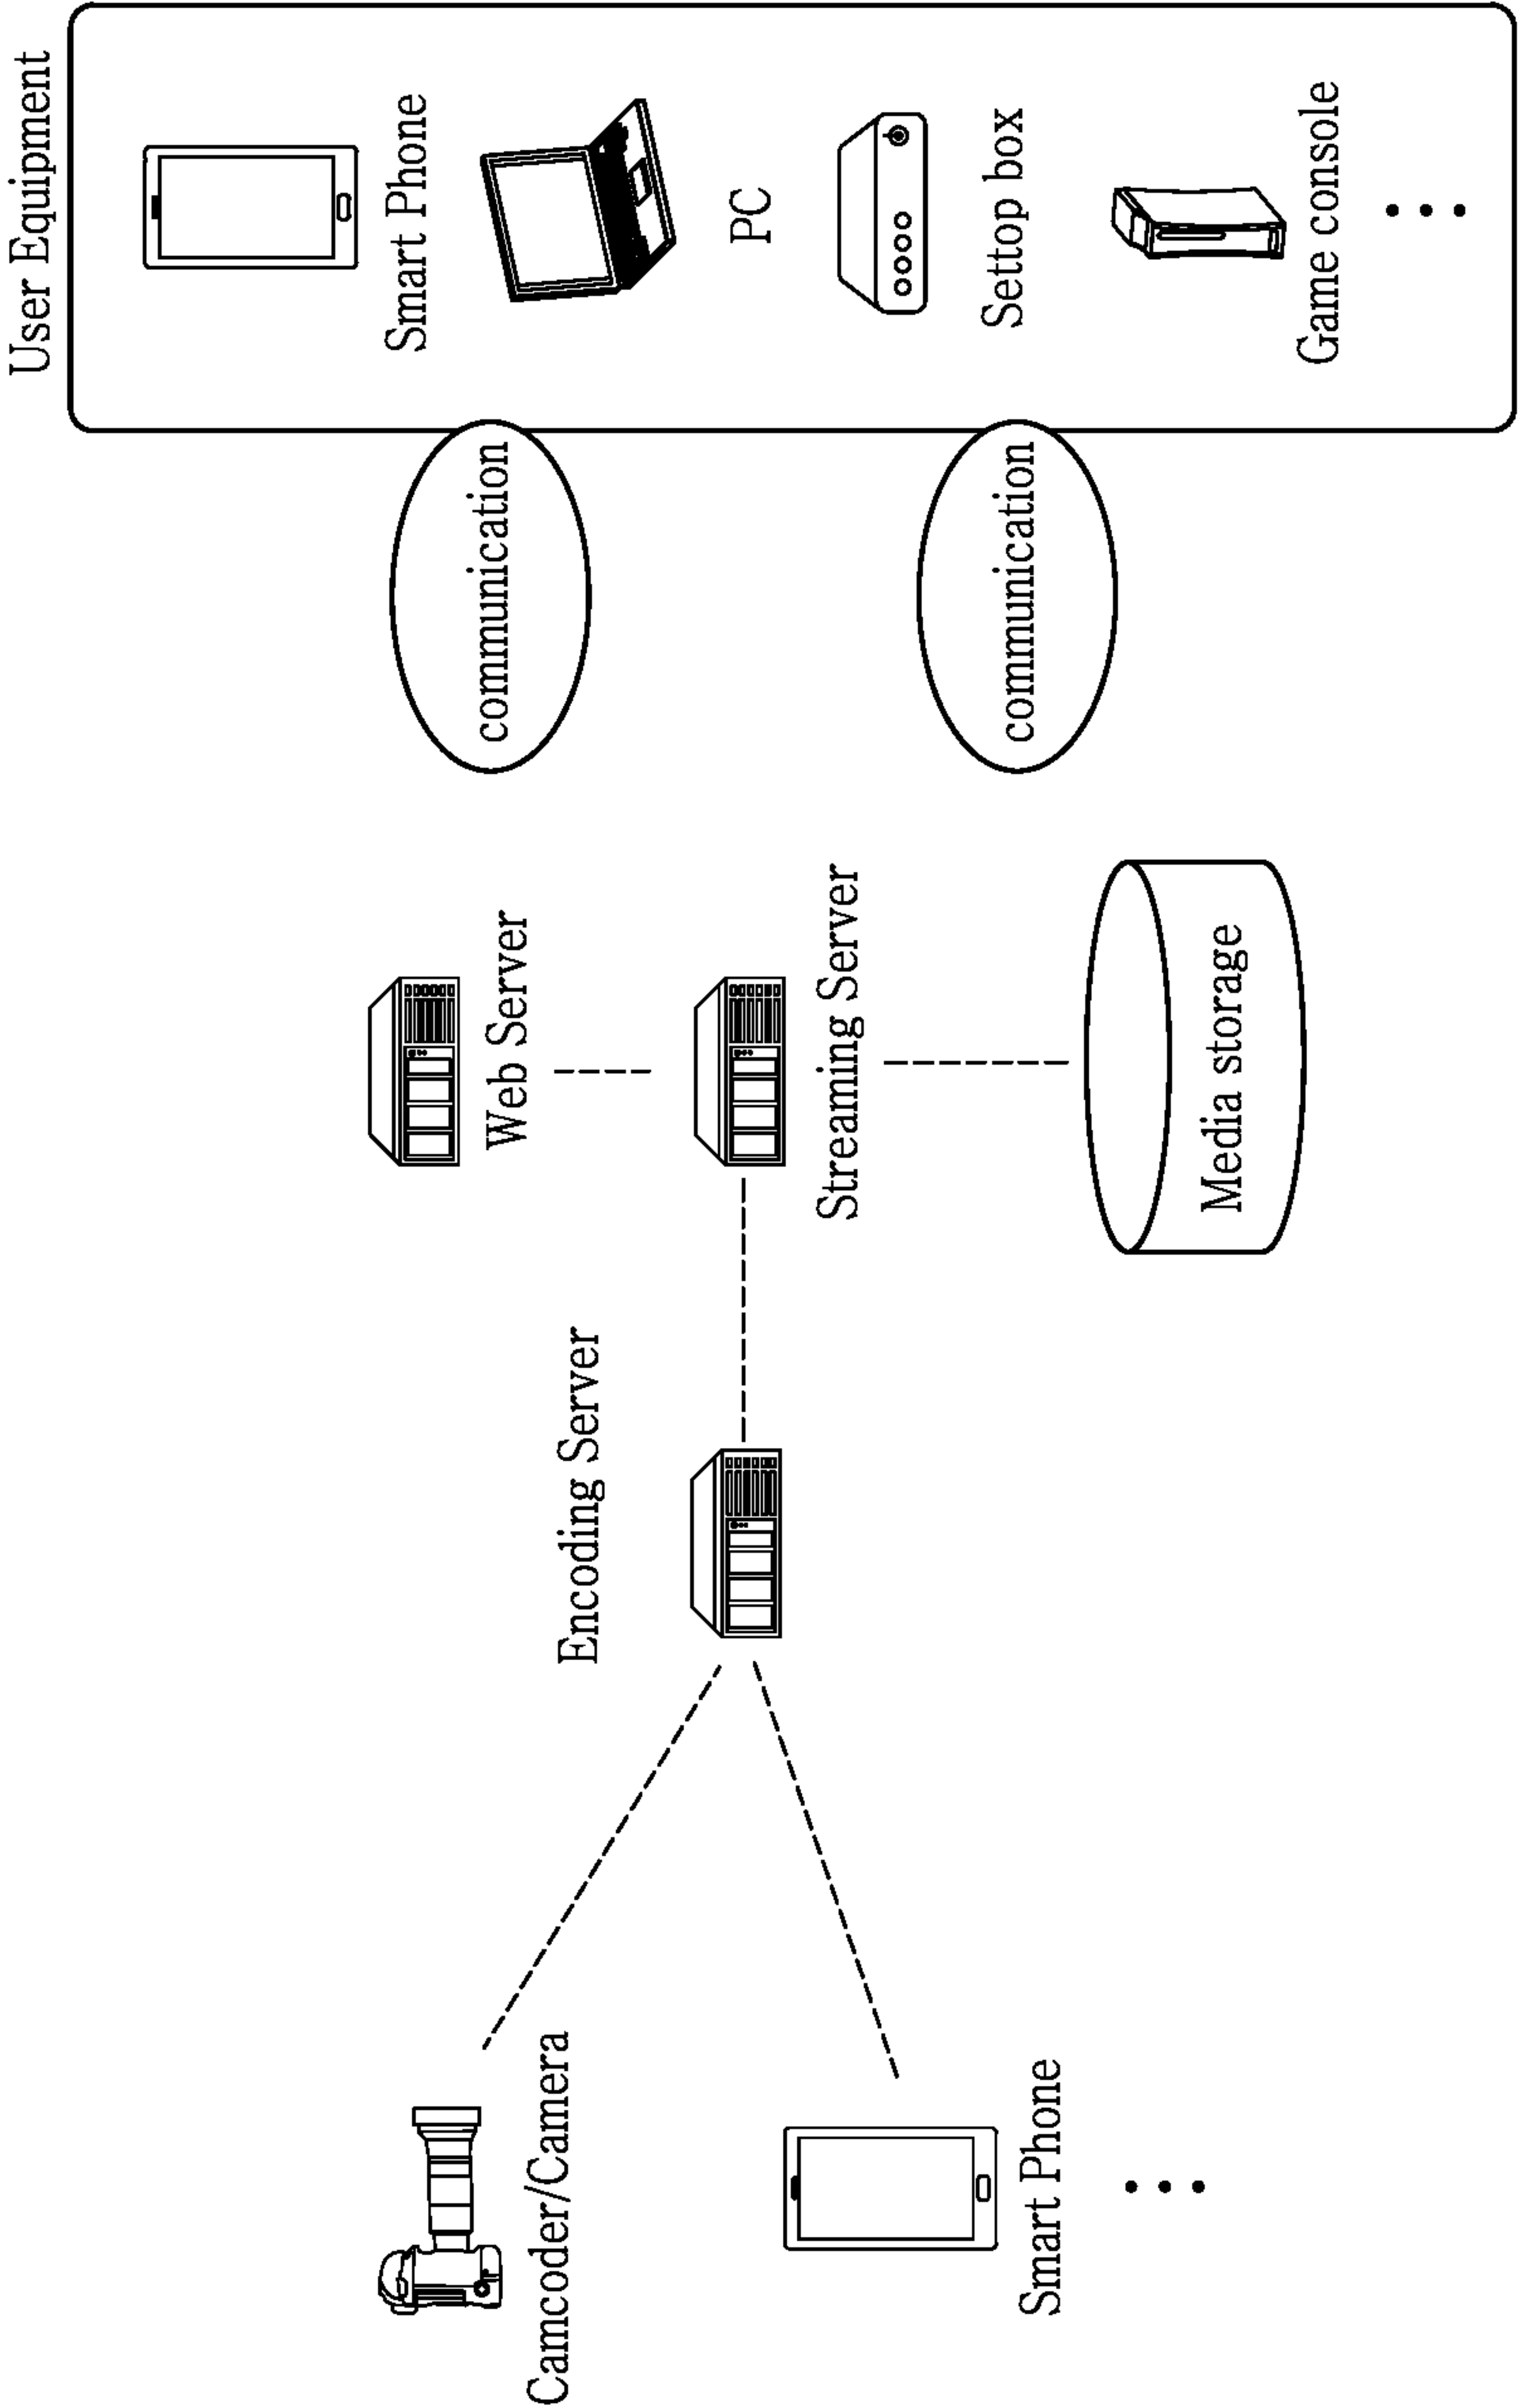 User Equipment
Smart Phone
PC
Settop box
Game console
communication
communication
Web Server
Streaming Server
Media storage
Encoding Server
Camcoder/Camera
Smart Phone